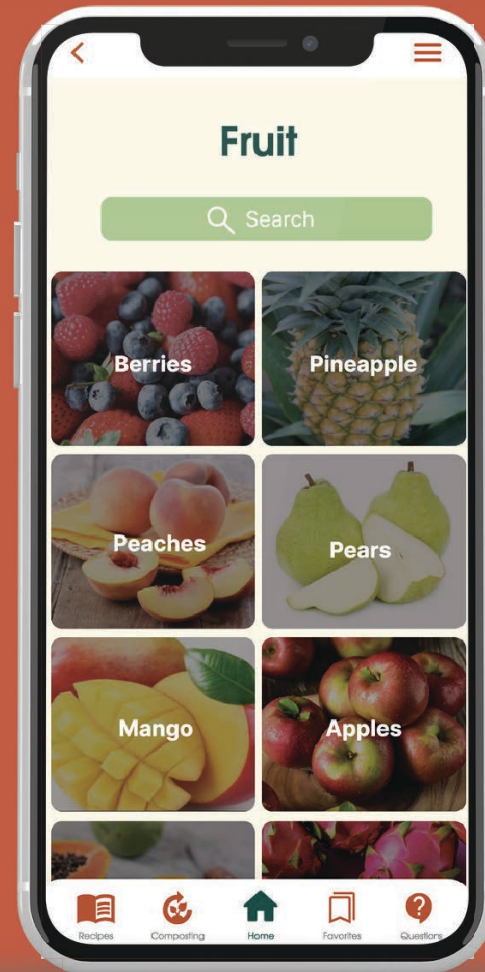 Fruit
Search
Berries
Pineapple
Peaches
Pears
Mango
Apples
Recipes
Composting
Home
Favorites
Questions